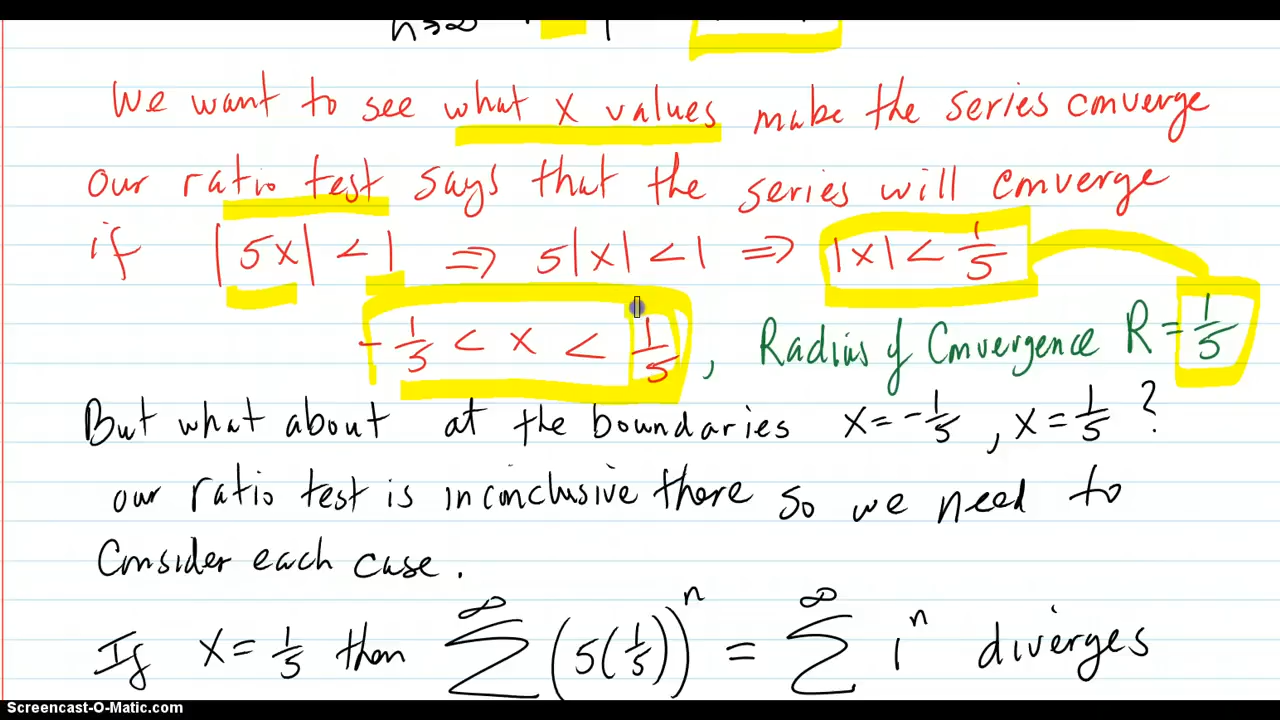 n→∞
We want to see what x values make the series converge
our ratio test says that the series will converge
if |5x| < 1 ⇒ 5|x| < 1 ⇒ |x| < 1/5
-1/5 < x < 1/5 , Radius of Convergence R = 1/5
But what about at the boundaries x = -1/5 , x = 1/5 ?
our ratio test is inconclusive there so we need to
Consider each case .
If x = 1/5 then ∞∑ (5(1/5))^n = ∞∑ 1^n diverges
Screencast-O-Matic.com